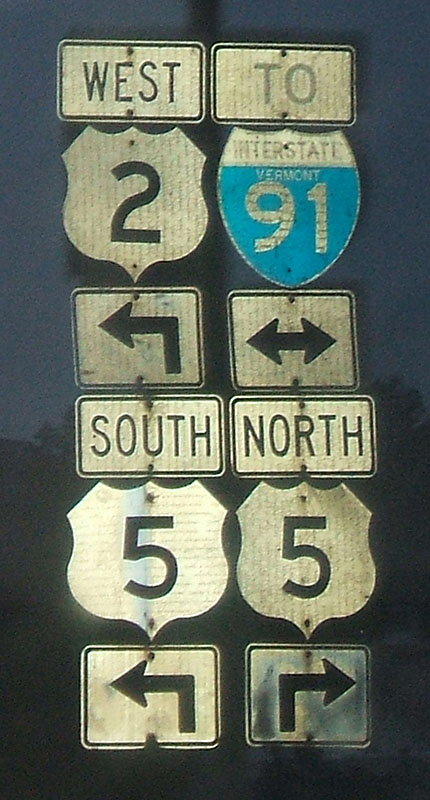 WEST TO
2 INTERSTATE
VERMONT
91
SOUTH NORTH
5 5